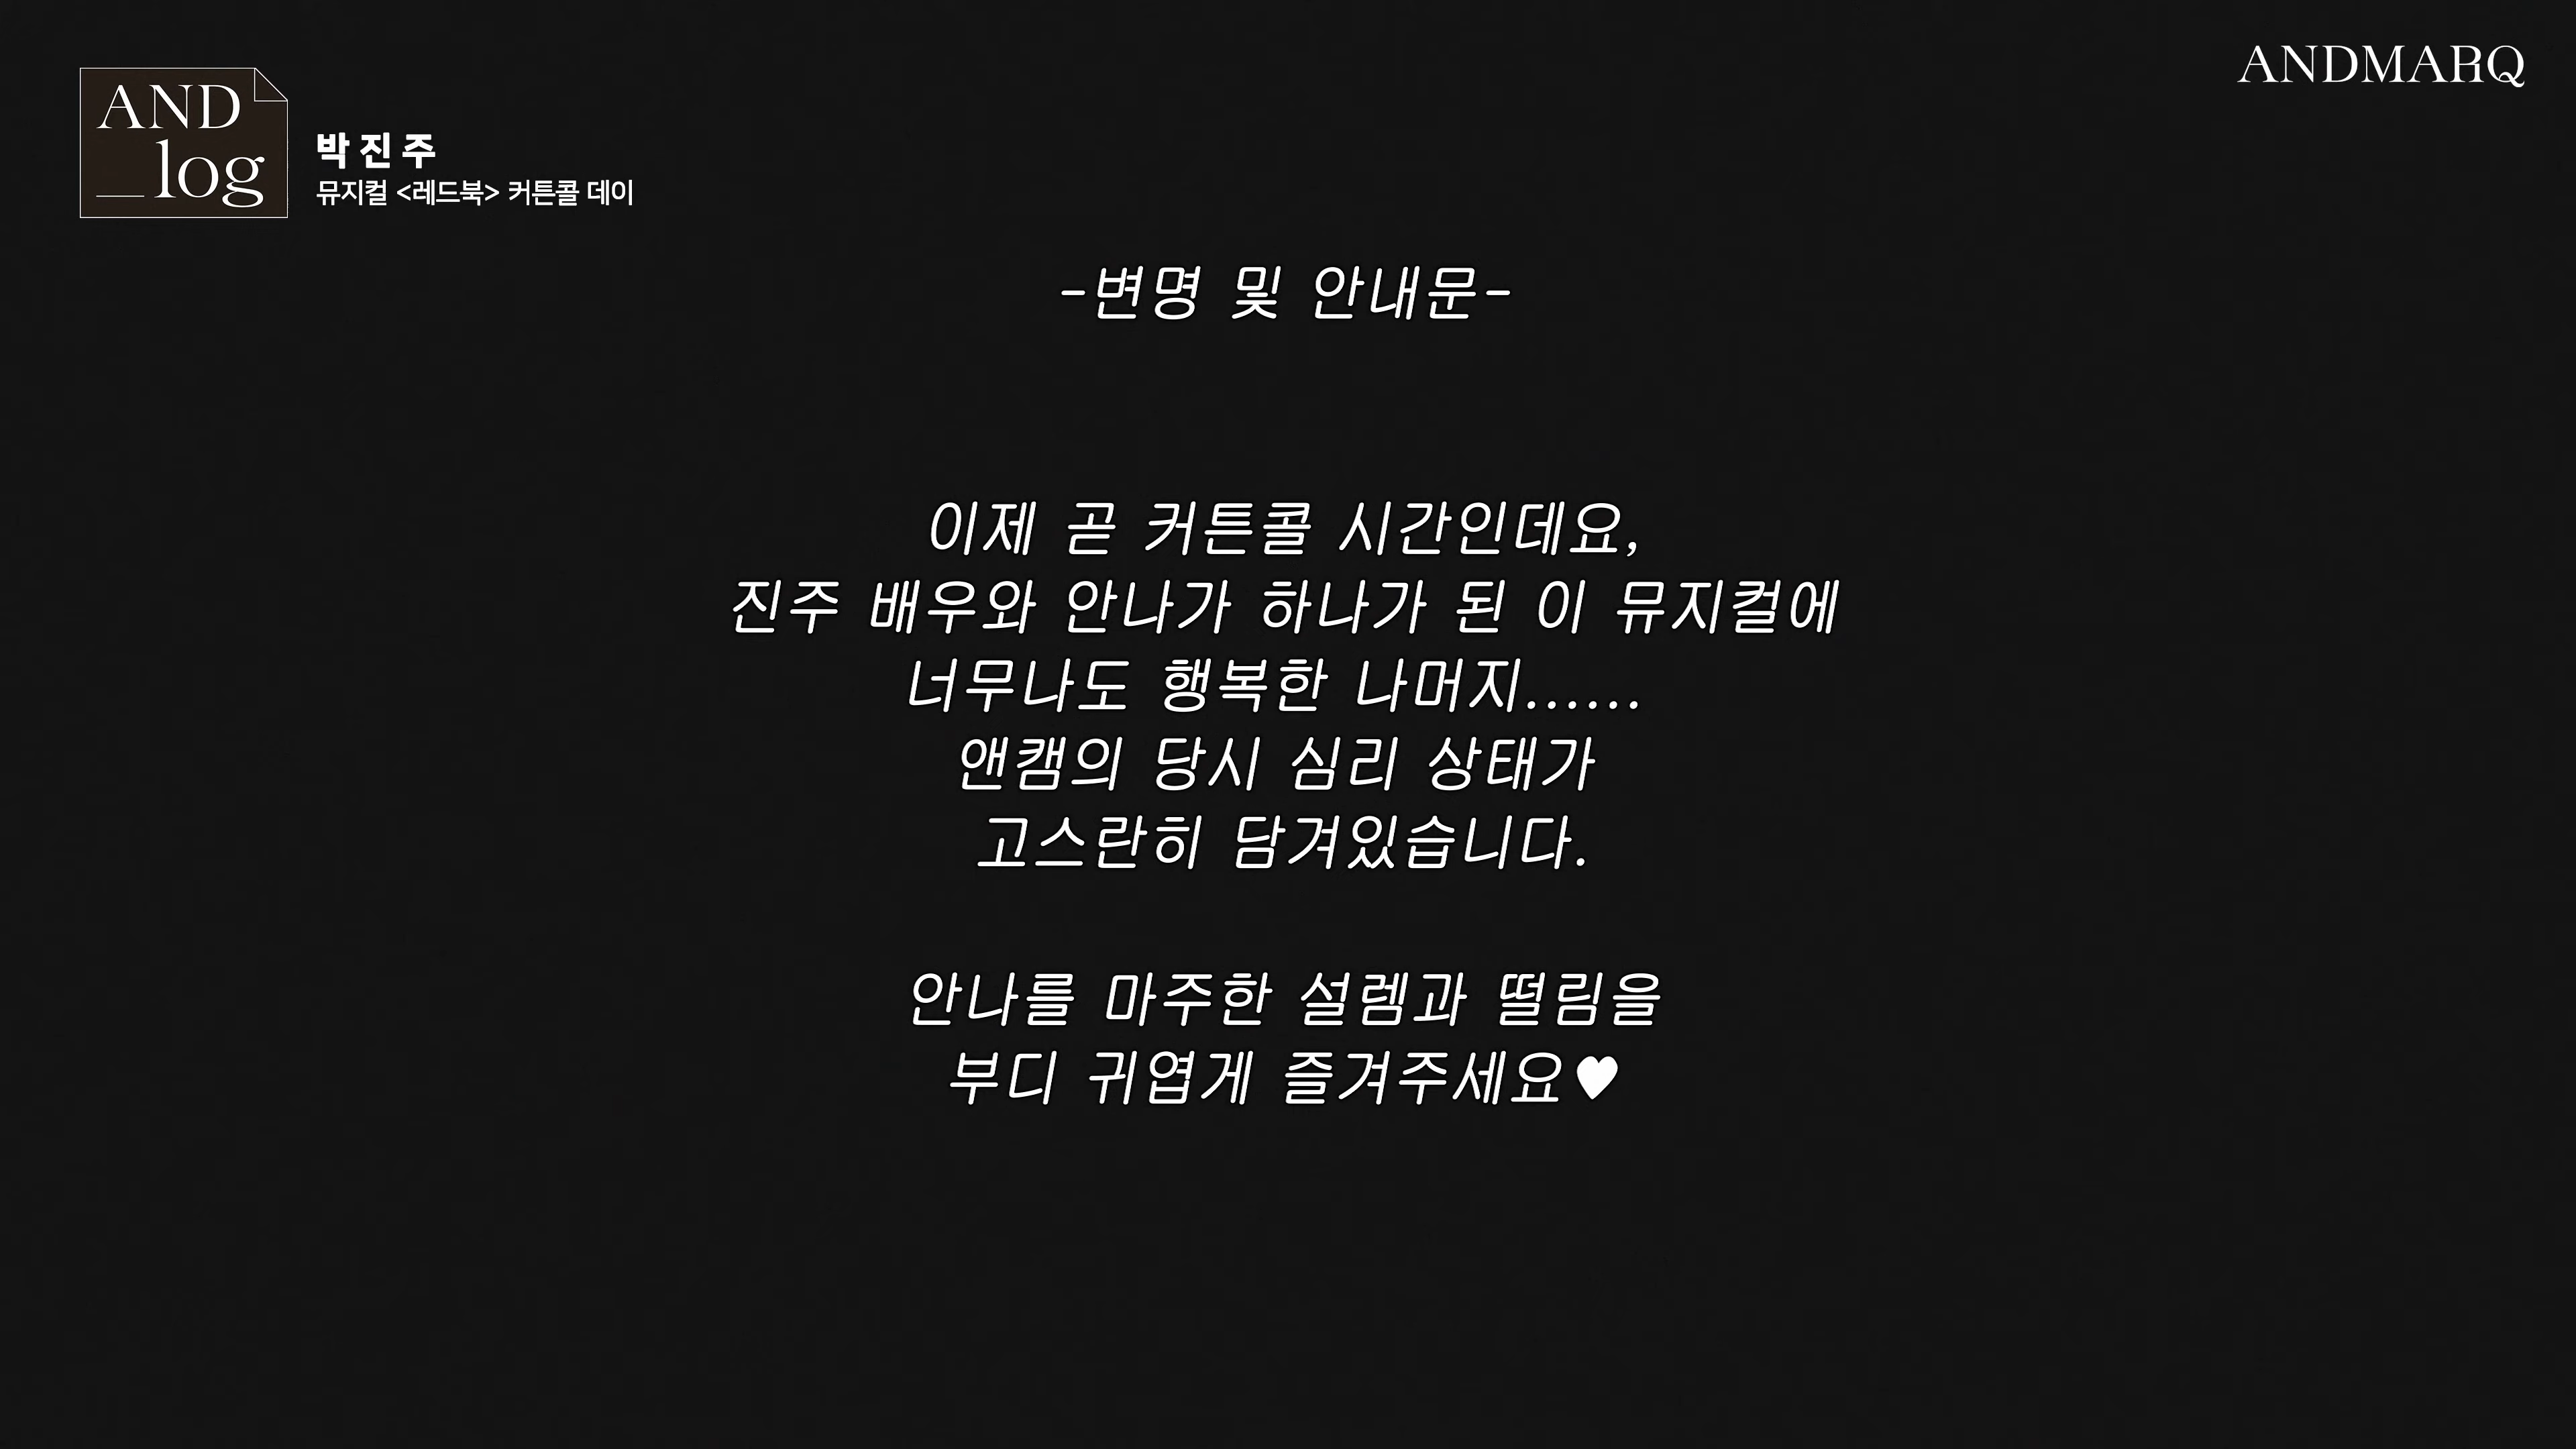 AND
_log
박진주
뮤지컬 <레드북> 커튼콜 데이
ANDMARQ
-변명 및 안내문-
이제 곧 커튼콜 시간인데요,
진주 배우와 안나가 하나가 된 이 뮤지컬에
너무나도 행복한 나머지......
앤캠의 당시 심리 상태가
고스란히 담겨있습니다.
안나를 마주한 설렘과 떨림을
부디 귀엽게 즐겨주세요♥